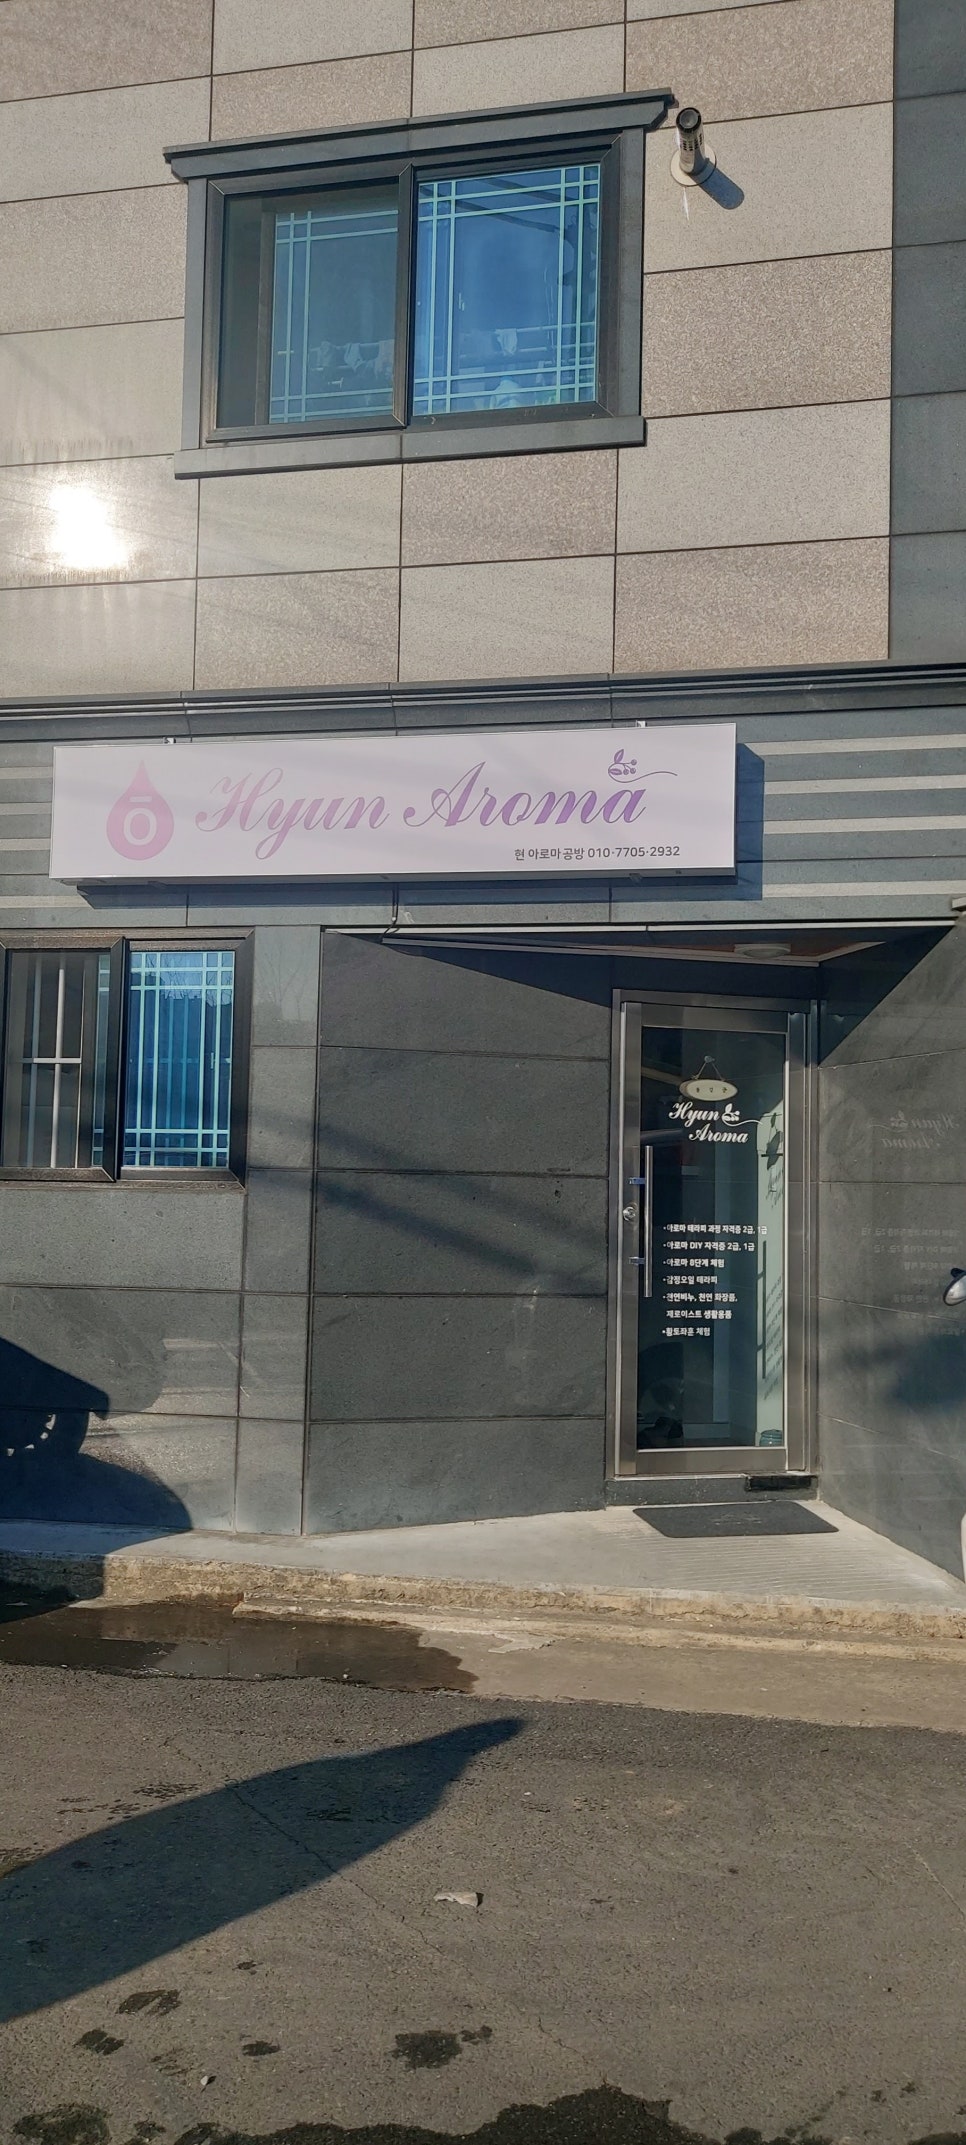 ō
Hyun Aroma
현 아로마 공방 010·7705·2932
Hyun
Aroma
•아로마 테라피 과정 자격증 2급, 1급
•아로마 DIY 자격증 2급, 1급
•아로마 8단계 체험
•감정오일 테라피
•천연비누, 천연 화장품,
제로이스트 생활용품
•황토좌훈 체험